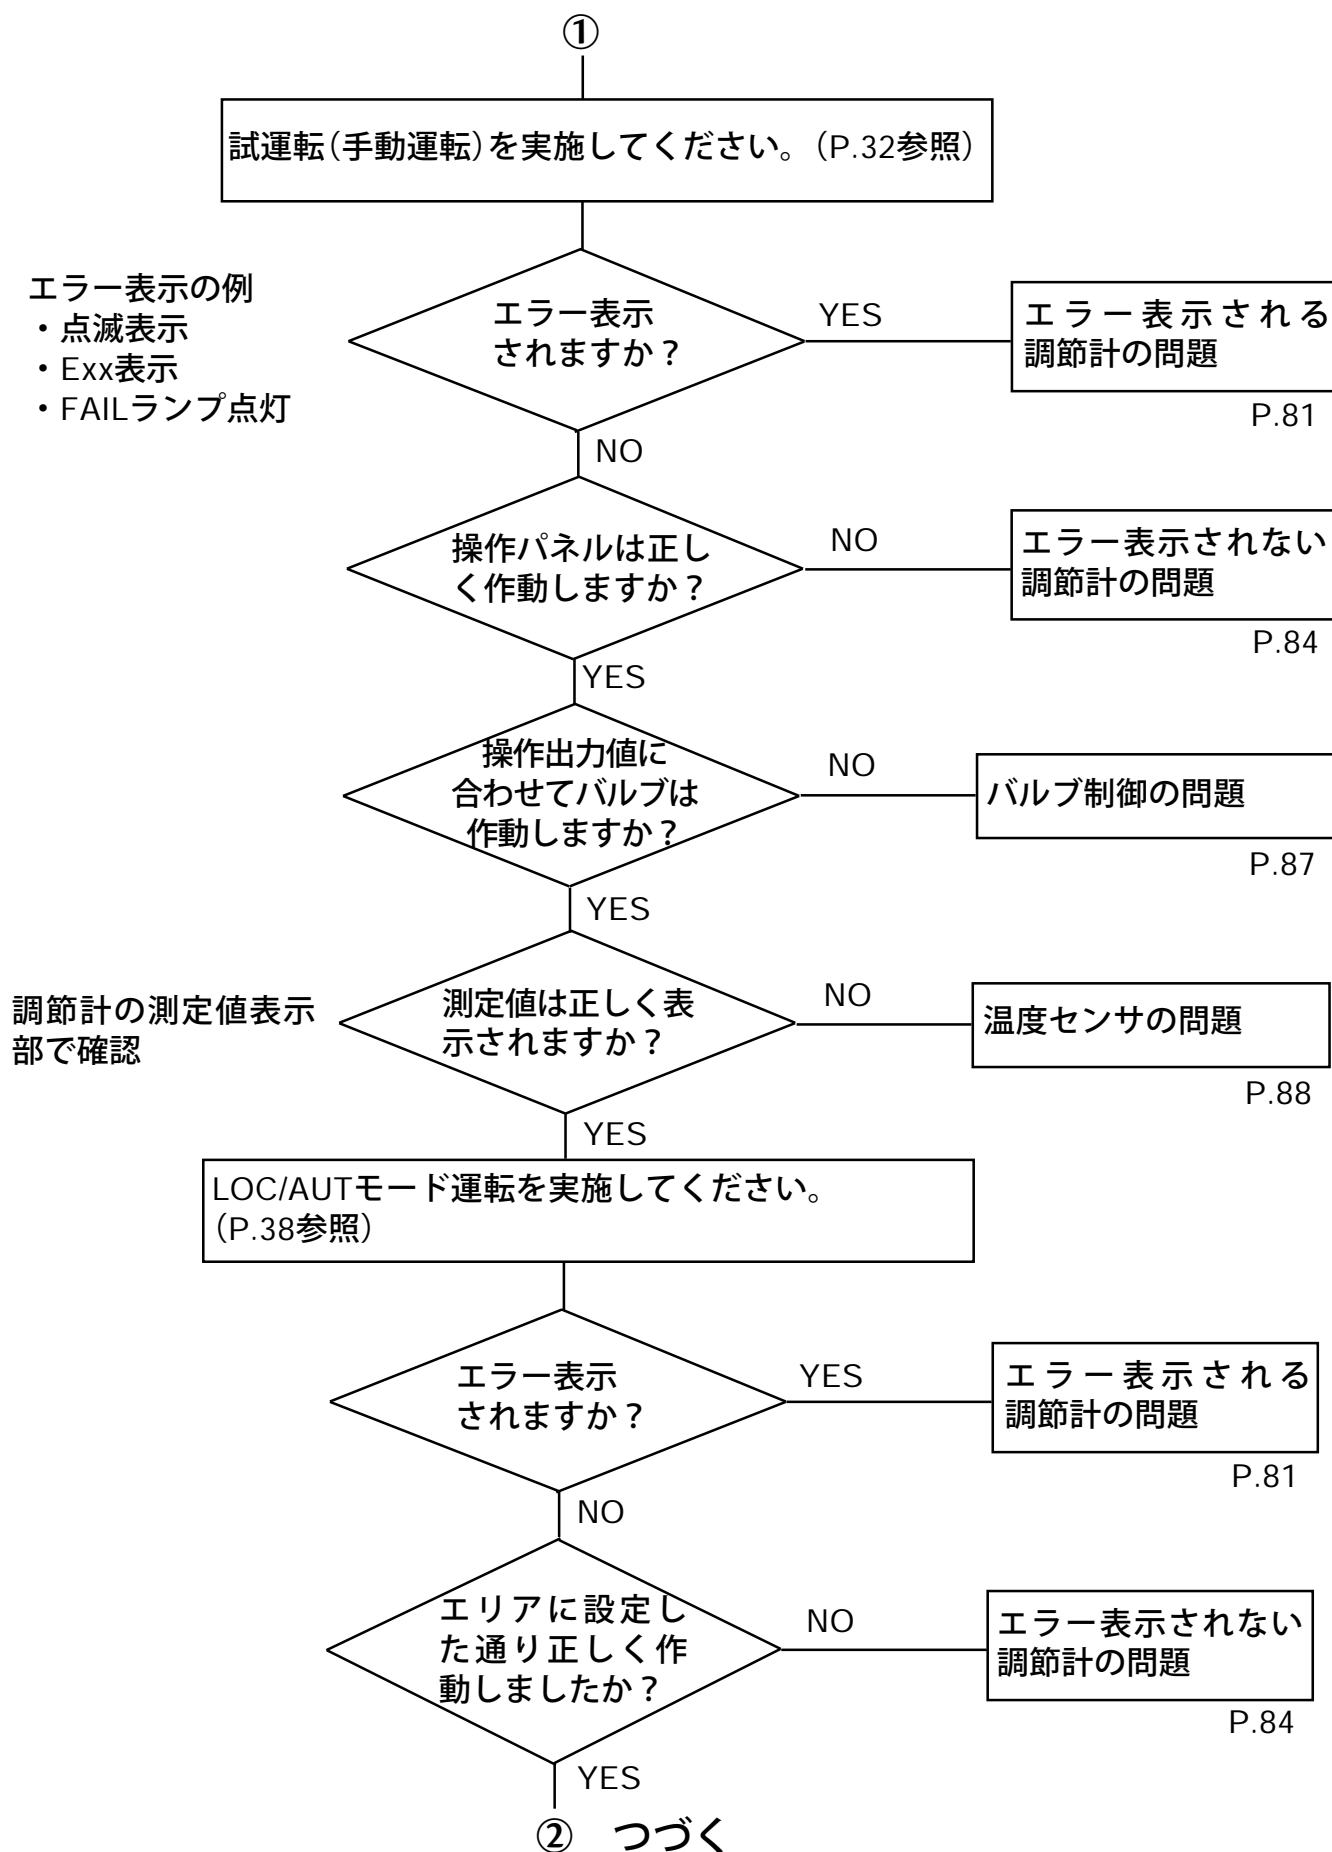 ①
試運転(手動運転)を実施してください。(P.32参照)
エラー表示の例
・点滅表示
・Exx表示
・FAILランプ点灯
エラー表示
されますか？
YES
エラー表示される
調節計の問題
P.81
NO
操作パネルは正し
く作動しますか？
NO
エラー表示されない
調節計の問題
P.84
YES
操作出力値に
合わせてバルブは
作動しますか？
NO
バルブ制御の問題
P.87
YES
調節計の測定値表示
部で確認
測定値は正しく表
示されますか？
NO
温度センサの問題
P.88
YES
LOC/AUTモード運転を実施してください。
(P.38参照)
エラー表示
されますか？
YES
エラー表示される
調節計の問題
P.81
NO
エリアに設定し
た通り正しく作
動しましたか？
NO
エラー表示されない
調節計の問題
P.84
YES
② つづく